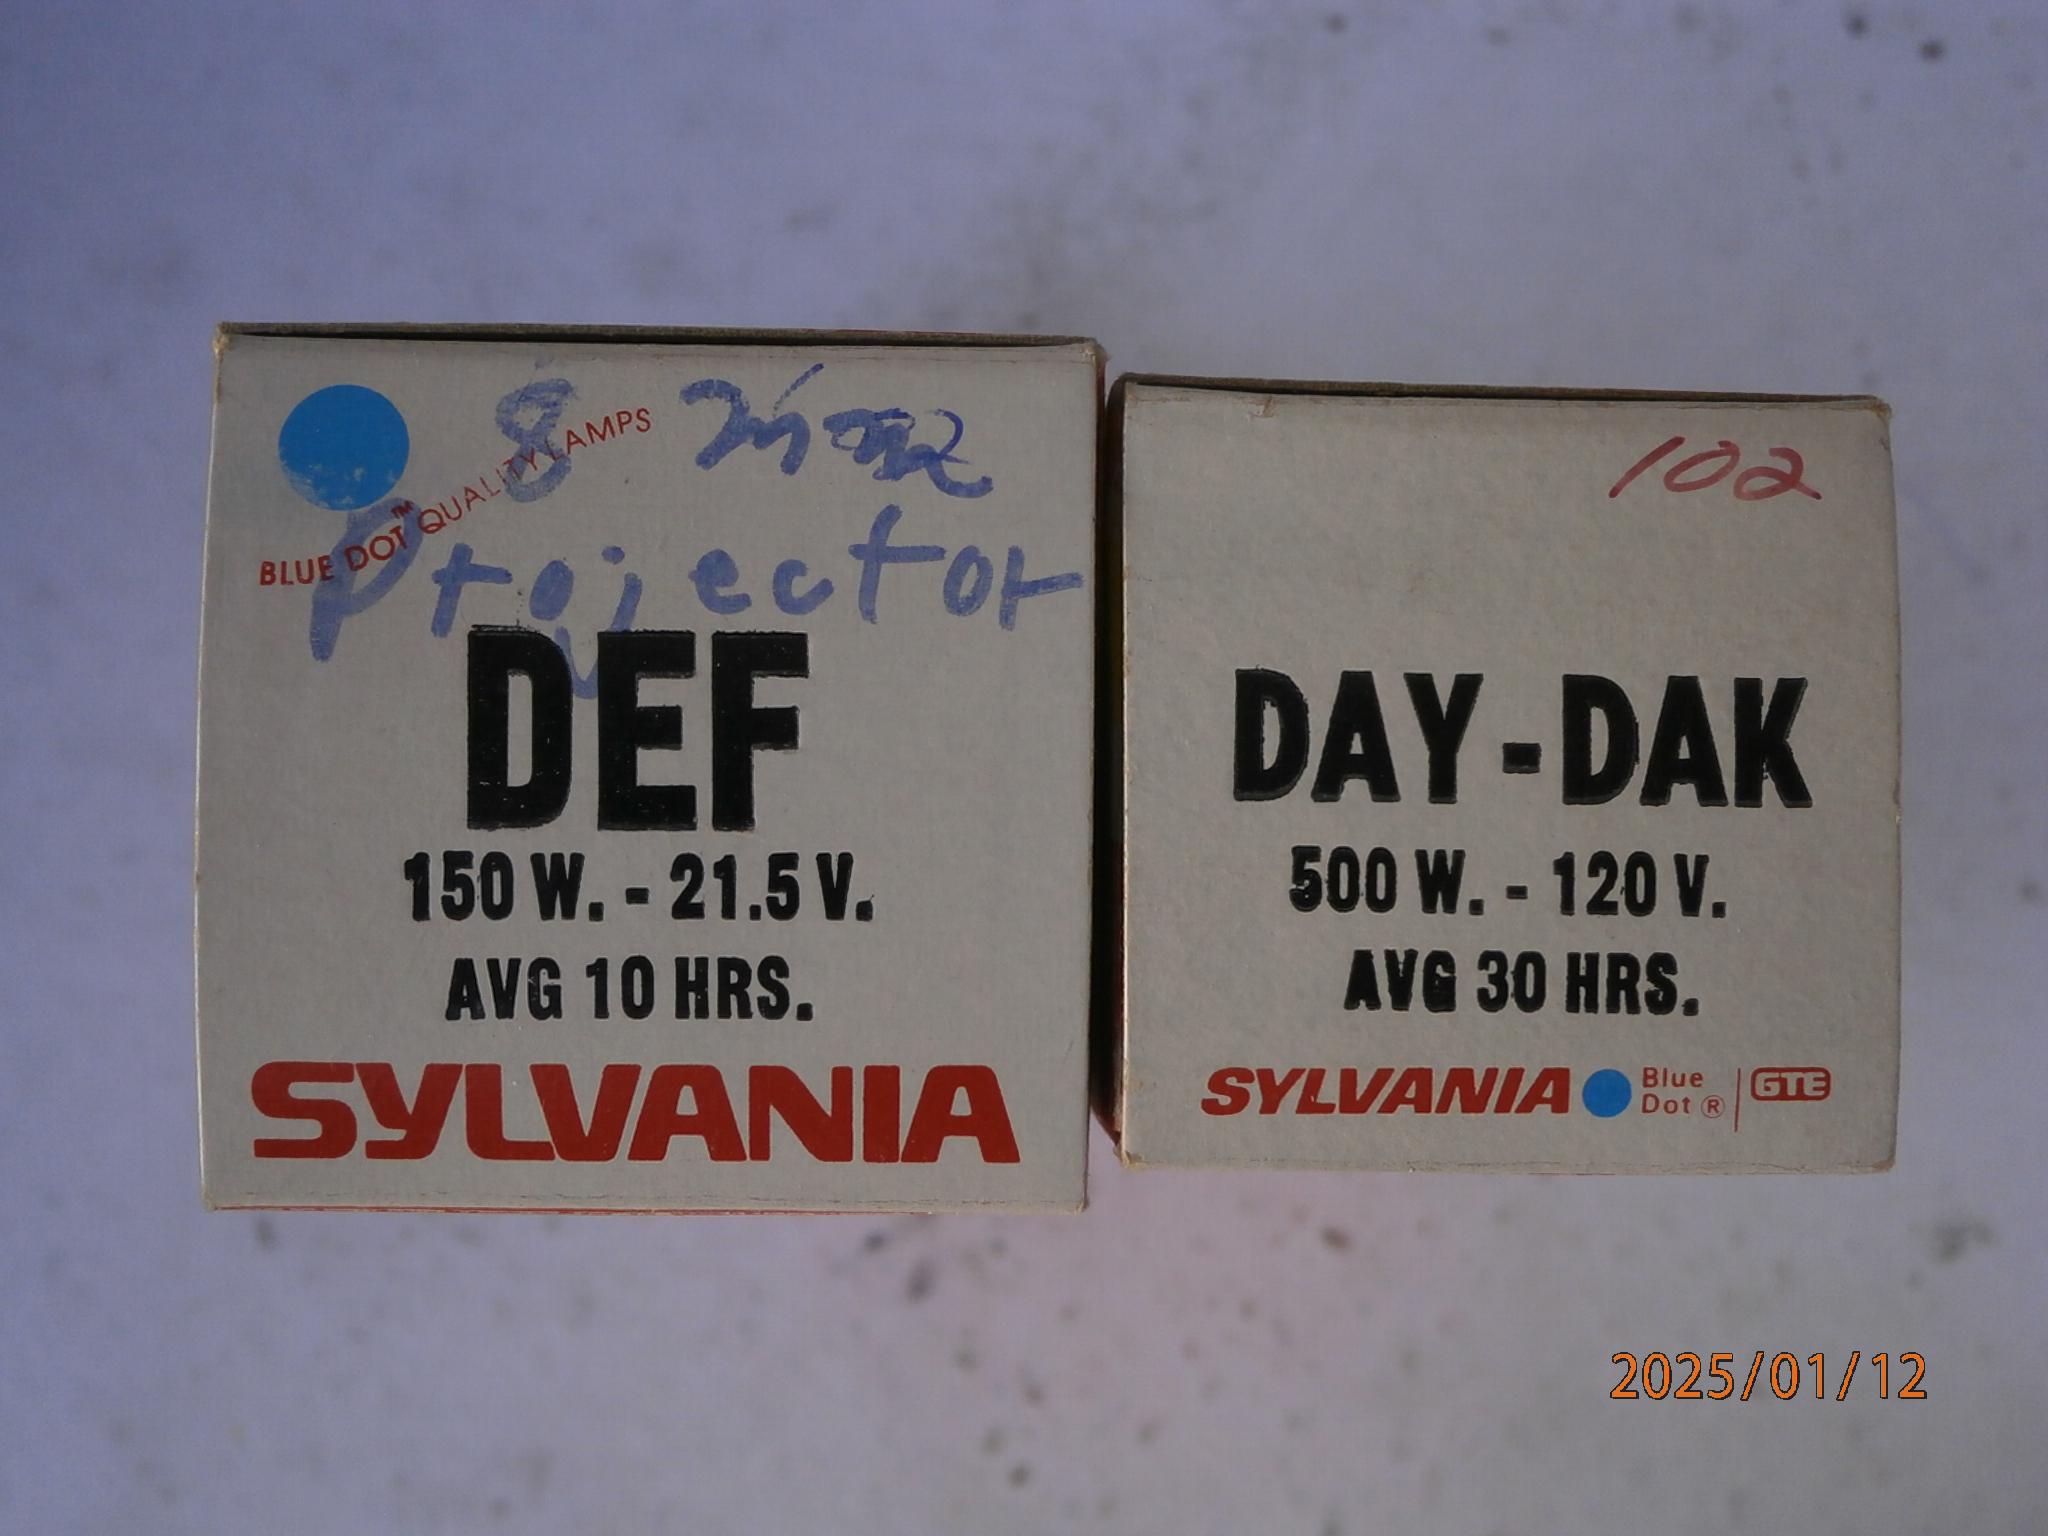 8 mm
Projector
BLUE DOT™ QUALITY LAMPS
DEF
150 W. - 21.5 V.
AVG 10 HRS.
SYLVANIA
102
DAY - DAK
500 W. - 120 V.
AVG 30 HRS.
SYLVANIA Blue Dot ® GTE
2025/01/12